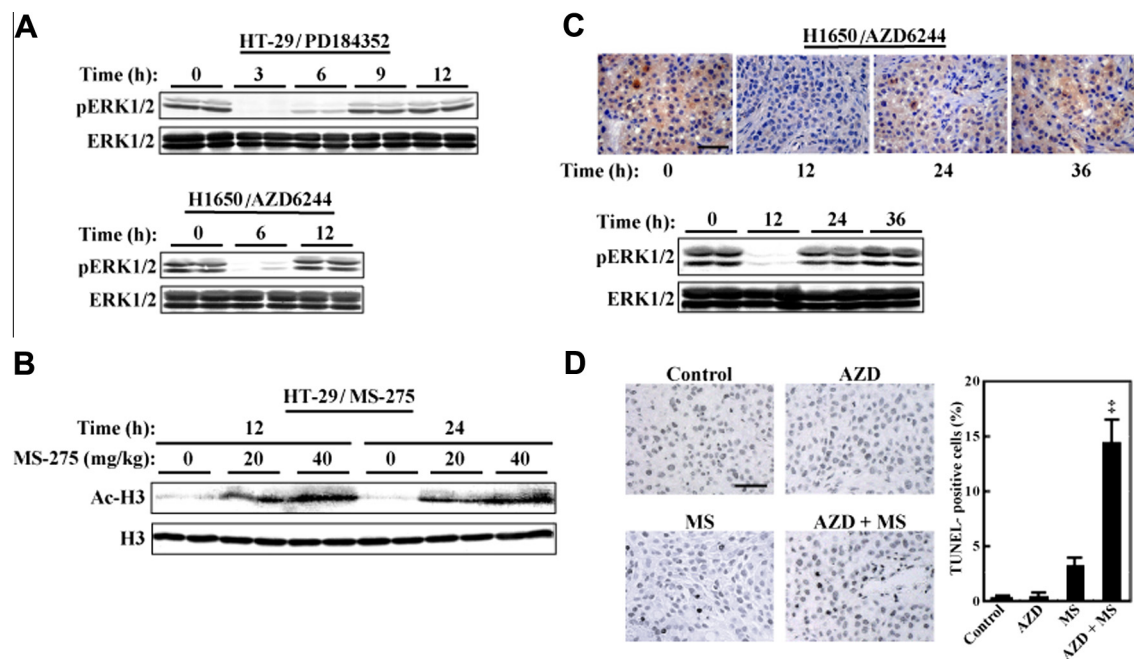 A
HT-29/PD184352
Time (h): 0 3 6 9 12
pERK1/2
ERK1/2
H1650/AZD6244
Time (h): 0 6 12
pERK1/2
ERK1/2
B
HT-29/MS-275
Time (h): 12 24
MS-275 (mg/kg): 0 20 40 0 20 40
Ac-H3
H3
C
H1650/AZD6244
Time (h): 0 12 24 36
Time (h): 0 12 24 36
pERK1/2
ERK1/2
D
Control AZD
MS AZD + MS
TUNEL- positive cells (%)
20
15
10
5
0
‡
Control AZD MS AZD + MS